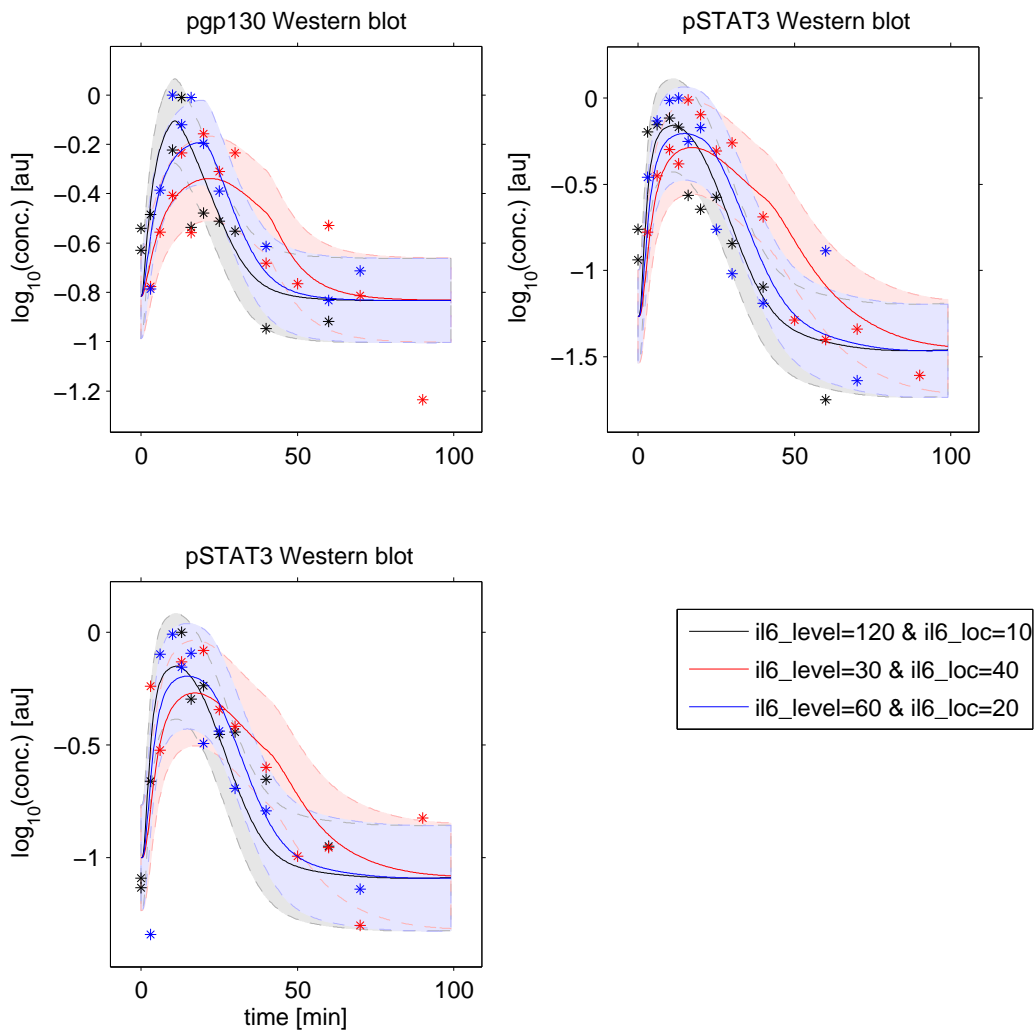 pgp130 Western blot
log10(conc.) [au]
0
−0.2
−0.4
−0.6
−0.8
−1
−1.2
0 50 100
pSTAT3 Western blot
log10(conc.) [au]
0
−0.5
−1
−1.5
0 50 100
pSTAT3 Western blot
log10(conc.) [au]
0
−0.5
−1
0 50 100
time [min]
il6_level=120 & il6_loc=10
il6_level=30 & il6_loc=40
il6_level=60 & il6_loc=20